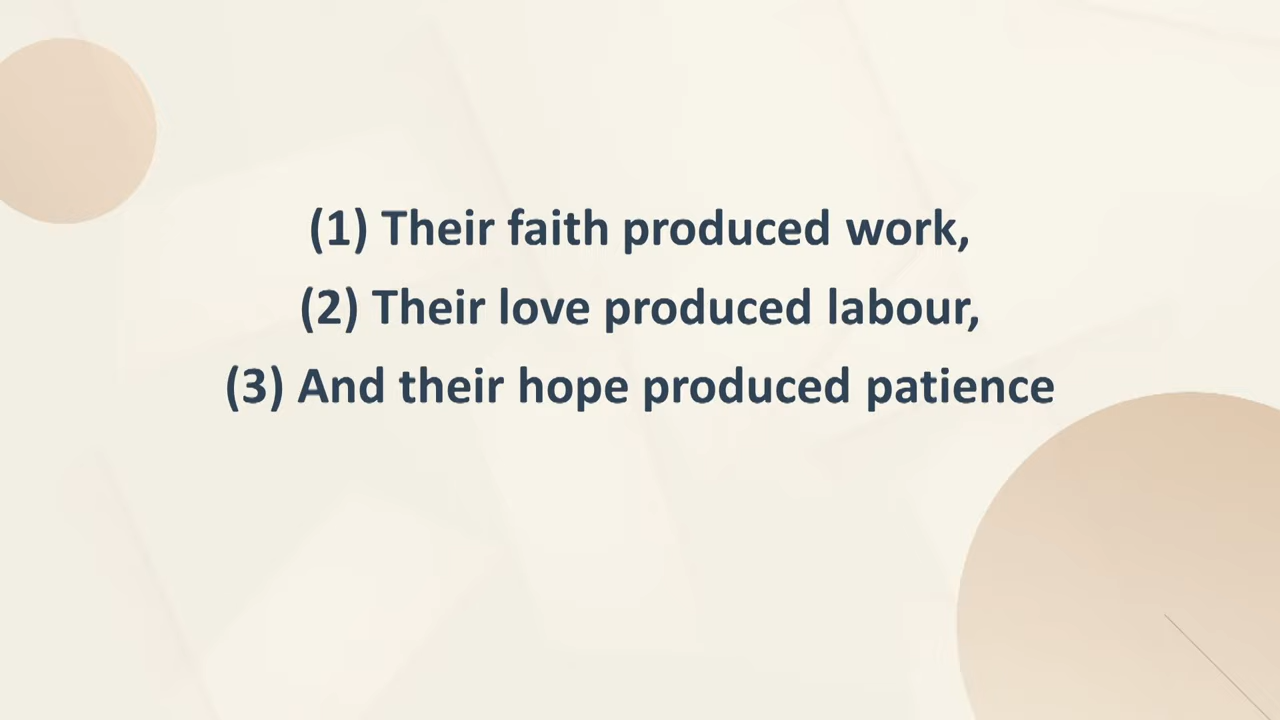 (1) Their faith produced work,
(2) Their love produced labour,
(3) And their hope produced patience